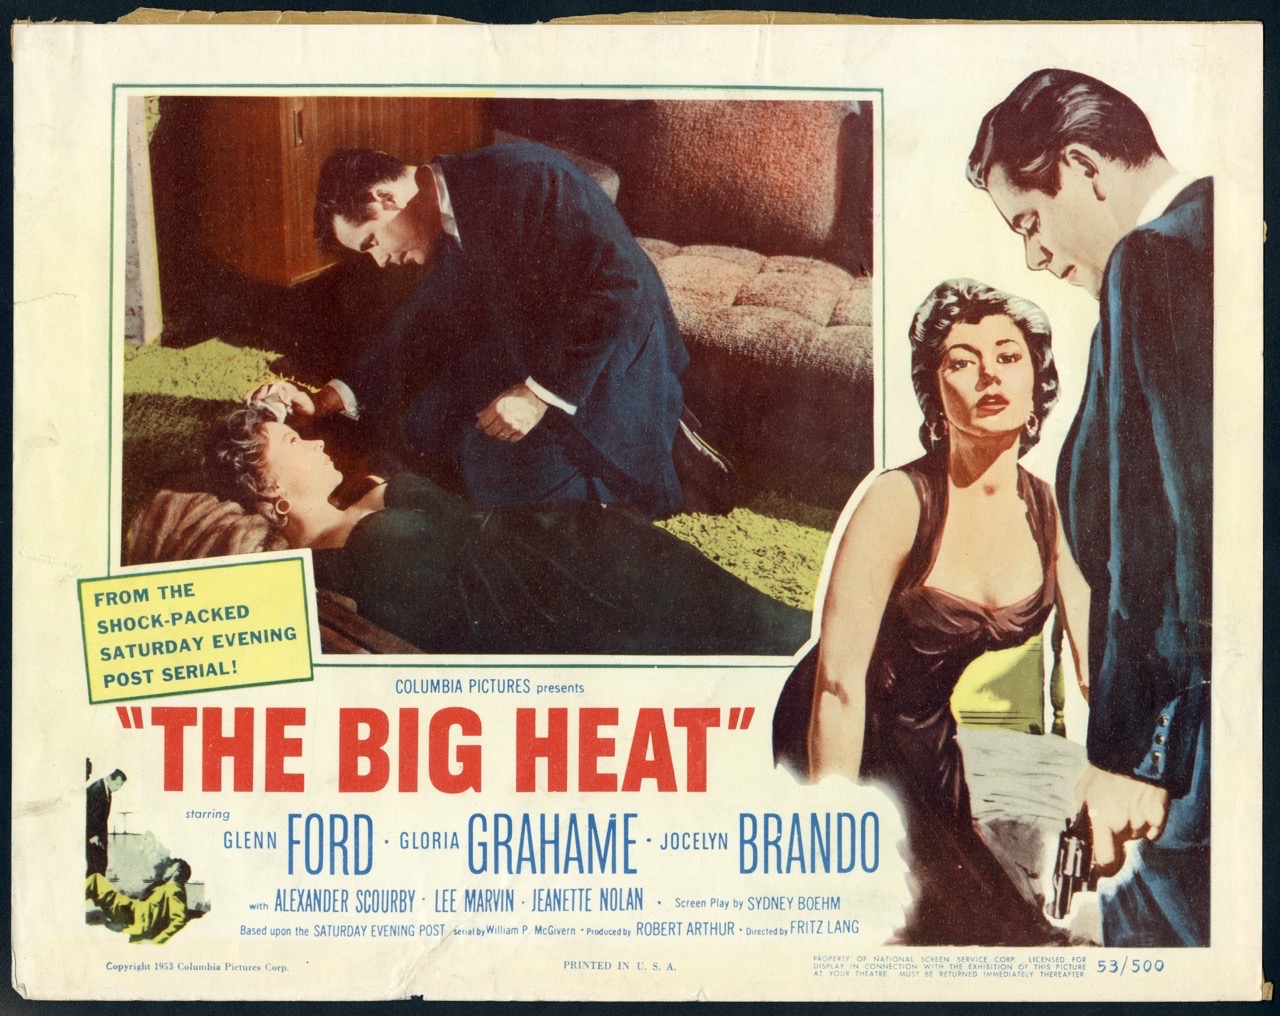 FROM THE
SHOCK-PACKED
SATURDAY EVENING
POST SERIAL!
COLUMBIA PICTURES presents
"THE BIG HEAT"
starring
GLENN FORD · GLORIA GRAHAME · JOCELYN BRANDO
with ALEXANDER SCOURBY · LEE MARVIN · JEANETTE NOLAN · Screen Play by SYDNEY BOEHM
Based upon the SATURDAY EVENING POST serial by William P. McGivern · Produced by ROBERT ARTHUR · Directed by FRITZ LANG
Copyright 1953 Columbia Pictures Corp.
PRINTED IN U. S. A.
PROPERTY OF NATIONAL SCREEN SERVICE CORP. LICENSED FOR
DISPLAY IN CONNECTION WITH THE EXHIBITION OF THIS PICTURE
AT YOUR THEATRE. MUST BE RETURNED IMMEDIATELY THEREAFTER.
53/500